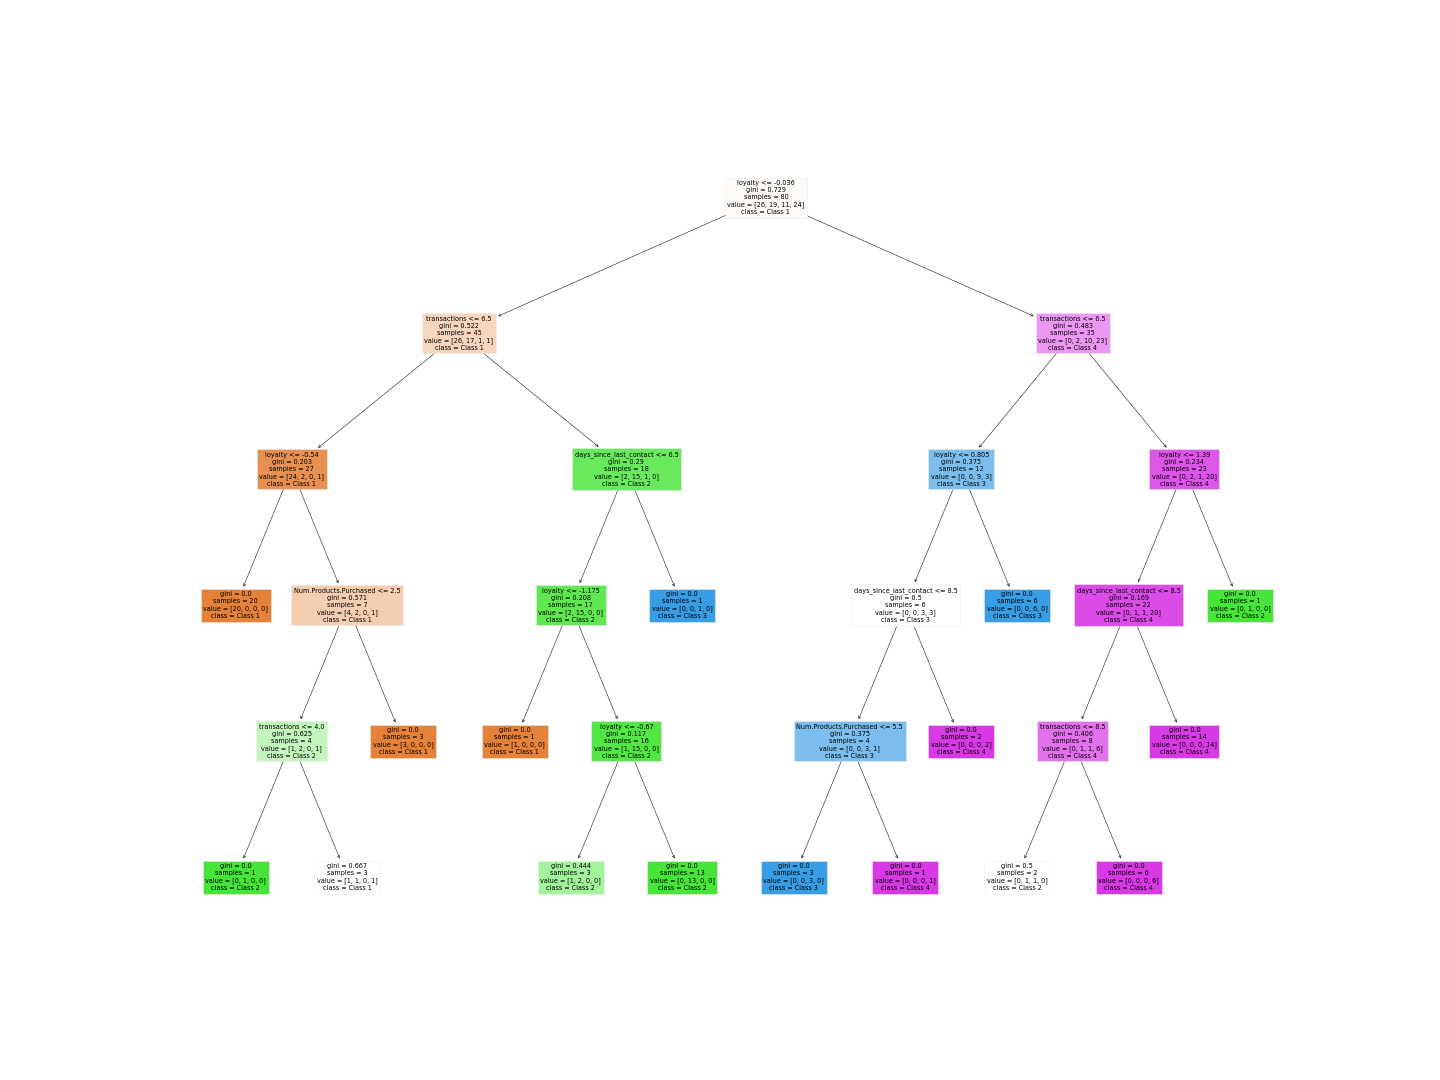 loyalty <= -0.036
gini = 0.729
samples = 80
value = [26, 19, 11, 24]
class = Class 1
transactions <= 6.5
gini = 0.522
samples = 45
value = [26, 17, 1, 1]
class = Class 1
transactions <= 6.5
gini = 0.483
samples = 35
value = [0, 2, 10, 23]
class = Class 4
loyalty <= -0.54
gini = 0.203
samples = 27
value = [24, 2, 0, 1]
class = Class 1
days_since_last_contact <= 6.5
gini = 0.29
samples = 18
value = [2, 15, 1, 0]
class = Class 2
loyalty <= 0.805
gini = 0.375
samples = 12
value = [0, 0, 9, 3]
class = Class 3
loyalty <= 1.39
gini = 0.234
samples = 23
value = [0, 2, 1, 20]
class = Class 4
gini = 0.0
samples = 20
value = [20, 0, 0, 0]
class = Class 1
Num.Products.Purchased <= 2.5
gini = 0.571
samples = 7
value = [4, 2, 0, 1]
class = Class 1
loyalty <= -1.175
gini = 0.208
samples = 17
value = [2, 15, 0, 0]
class = Class 2
gini = 0.0
samples = 1
value = [0, 0, 1, 0]
class = Class 3
days_since_last_contact <= 8.5
gini = 0.5
samples = 6
value = [0, 0, 3, 3]
class = Class 3
gini = 0.0
samples = 6
value = [0, 0, 6, 0]
class = Class 3
days_since_last_contact <= 8.5
gini = 0.169
samples = 22
value = [0, 1, 1, 20]
class = Class 4
gini = 0.0
samples = 1
value = [0, 1, 0, 0]
class = Class 2
transactions <= 4.0
gini = 0.625
samples = 4
value = [1, 2, 0, 1]
class = Class 2
gini = 0.0
samples = 3
value = [3, 0, 0, 0]
class = Class 1
gini = 0.0
samples = 1
value = [1, 0, 0, 0]
class = Class 1
loyalty <= -0.67
gini = 0.117
samples = 16
value = [1, 15, 0, 0]
class = Class 2
Num.Products.Purchased <= 5.5
gini = 0.375
samples = 4
value = [0, 0, 3, 1]
class = Class 3
gini = 0.0
samples = 2
value = [0, 0, 0, 2]
class = Class 4
transactions <= 8.5
gini = 0.406
samples = 8
value = [0, 1, 1, 6]
class = Class 4
gini = 0.0
samples = 14
value = [0, 0, 0, 14]
class = Class 4
gini = 0.0
samples = 1
value = [0, 1, 0, 0]
class = Class 2
gini = 0.667
samples = 3
value = [1, 1, 0, 1]
class = Class 1
gini = 0.444
samples = 3
value = [1, 2, 0, 0]
class = Class 2
gini = 0.0
samples = 13
value = [0, 13, 0, 0]
class = Class 2
gini = 0.0
samples = 3
value = [0, 0, 3, 0]
class = Class 3
gini = 0.0
samples = 1
value = [0, 0, 0, 1]
class = Class 4
gini = 0.5
samples = 2
value = [0, 1, 1, 0]
class = Class 2
gini = 0.0
samples = 6
value = [0, 0, 0, 6]
class = Class 4